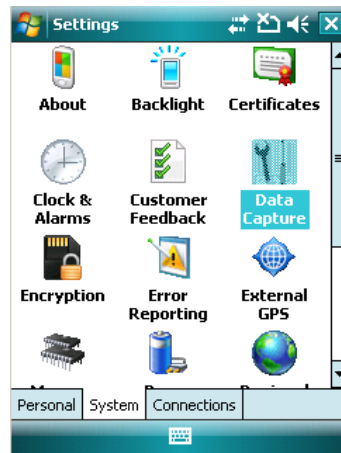 Settings
About
Backlight
Certificates
Clock &
Alarms
Customer
Feedback
Data
Capture
Encryption
Error
Reporting
External
GPS
Personal
System
Connections